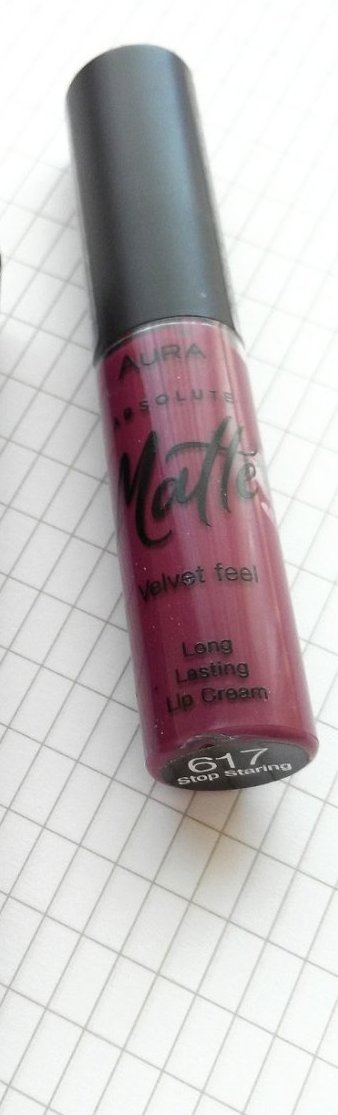 AURA
ABSOLUTE
Matte
Velvet feel
Long
Lasting
Lip Cream
617
Stop Staring